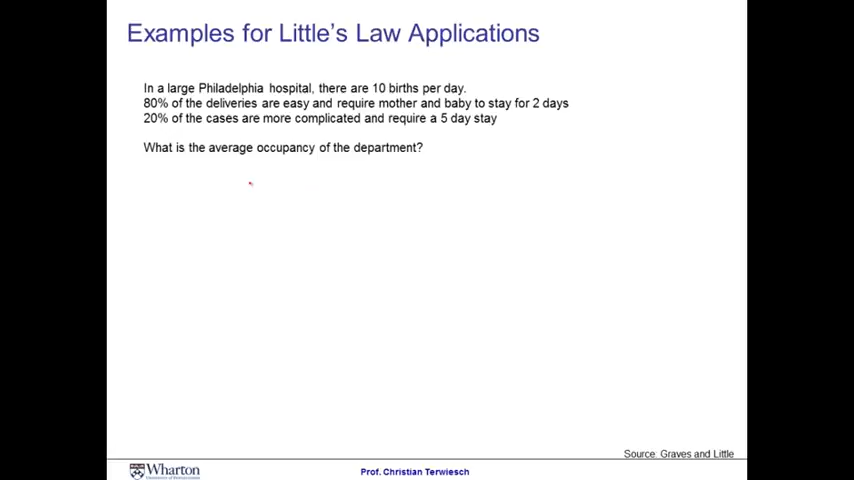 Examples for Little's Law Applications
In a large Philadelphia hospital, there are 10 births per day.
80% of the deliveries are easy and require mother and baby to stay for 2 days
20% of the cases are more complicated and require a 5 day stay
What is the average occupancy of the department?
Source: Graves and Little
Wharton
University of Pennsylvania
Prof. Christian Terwiesch